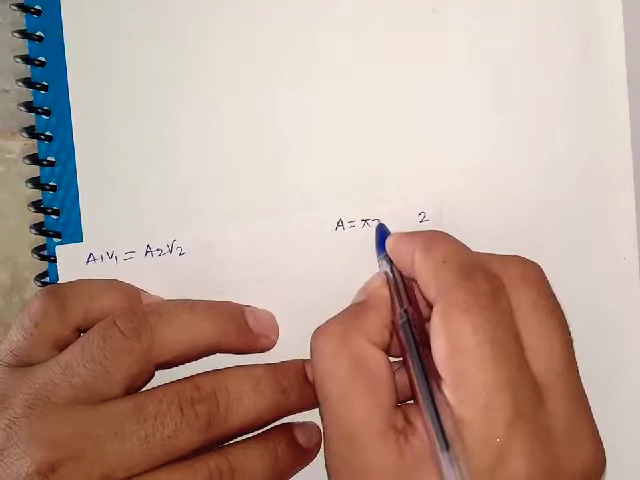 A1V1 = A2V2
A = π 2